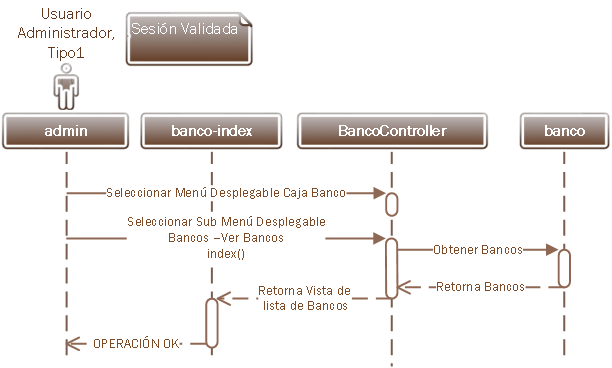 Usuario
Administrador,
Tipo1
Sesión Validada
admin
banco-index
BancoController
banco
Seleccionar Menú Desplegable Caja Banco
Seleccionar Sub Menú Desplegable
Bancos –Ver Bancos
index()
Obtener Bancos
Retorna Bancos
Retorna Vista de
lista de Bancos
OPERACIÓN OK